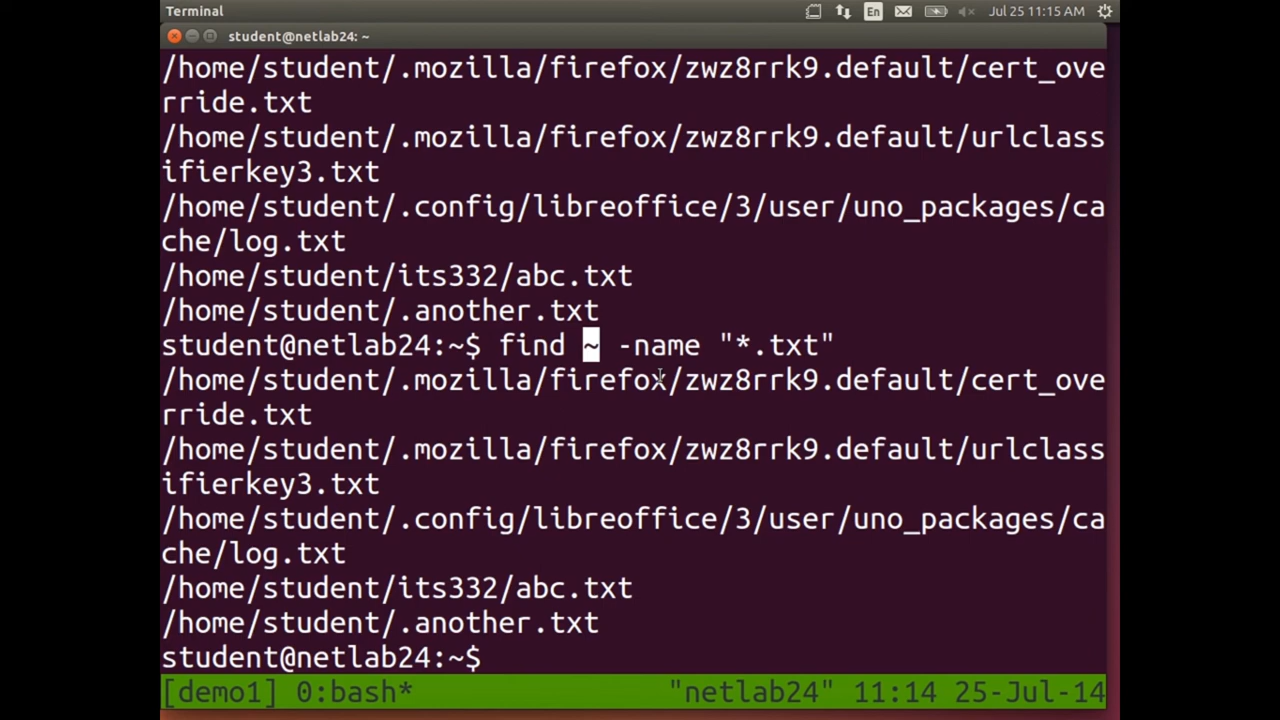 Terminal
En
Jul 25 11:15 AM
student@netlab24: ~
/home/student/.mozilla/firefox/zwz8rrk9.default/cert_ove
rride.txt
/home/student/.mozilla/firefox/zwz8rrk9.default/urlclass
ifierkey3.txt
/home/student/.config/libreoffice/3/user/uno_packages/ca
che/log.txt
/home/student/its332/abc.txt
/home/student/.another.txt
student@netlab24:~$ find ~ -name "*.txt"
/home/student/.mozilla/firefox/zwz8rrk9.default/cert_ove
rride.txt
/home/student/.mozilla/firefox/zwz8rrk9.default/urlclass
ifierkey3.txt
/home/student/.config/libreoffice/3/user/uno_packages/ca
che/log.txt
/home/student/its332/abc.txt
/home/student/.another.txt
student@netlab24:~$
[demo1] 0:bash* "netlab24" 11:14 25-Jul-14